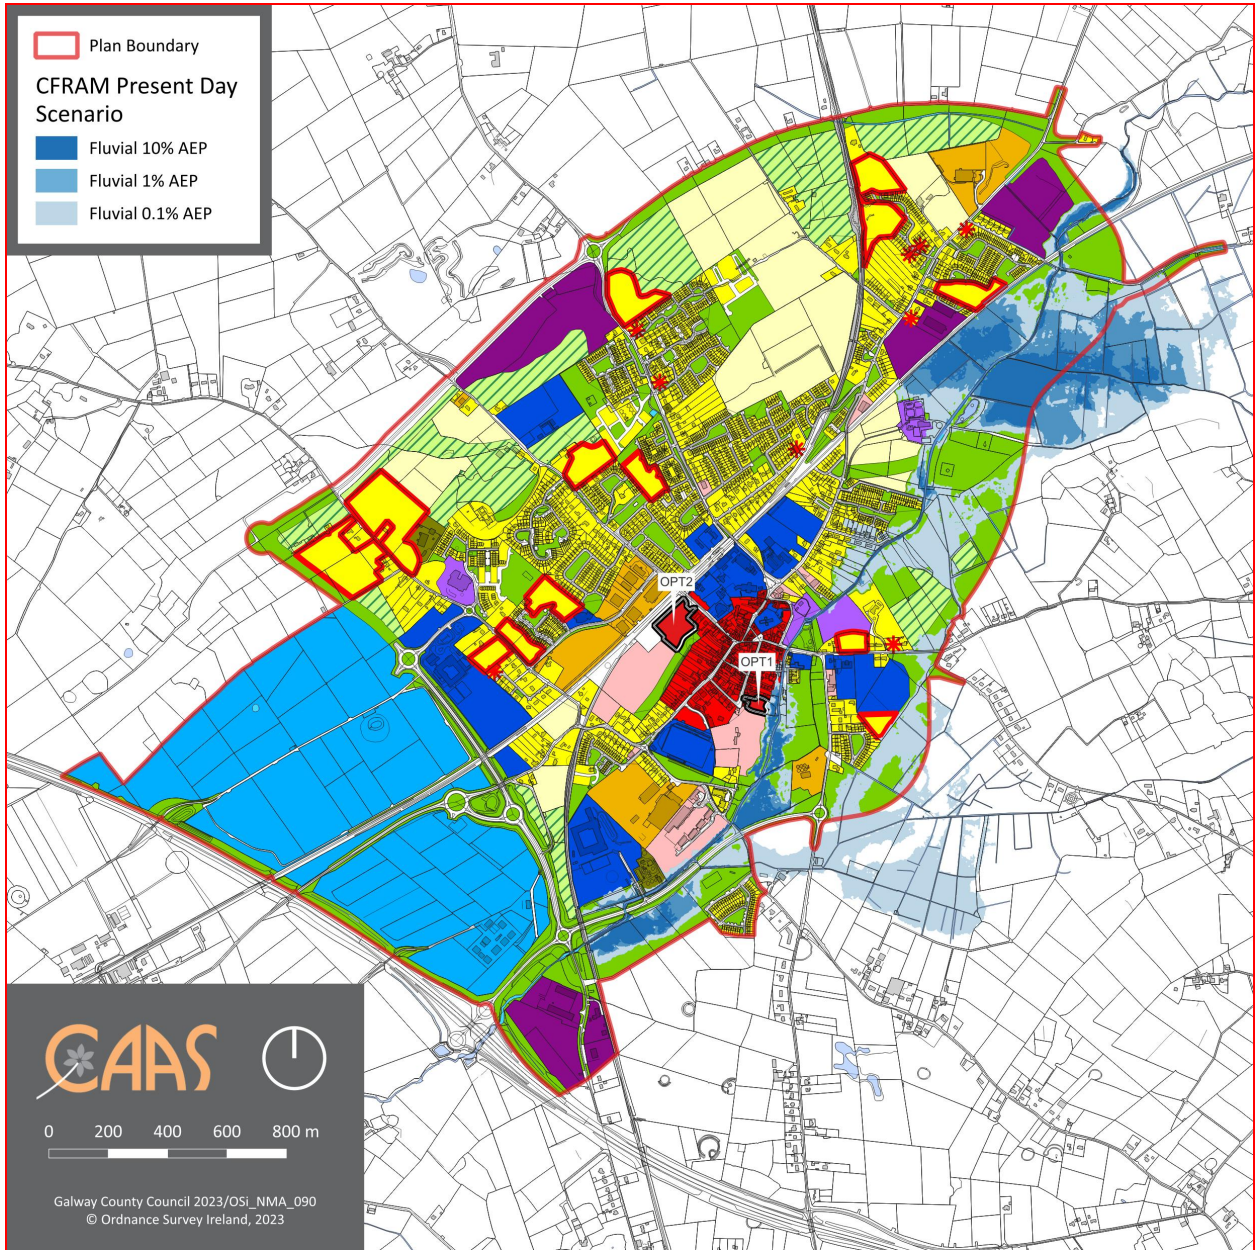 Plan Boundary
CFRAM Present Day
Scenario
Fluvial 10% AEP
Fluvial 1% AEP
Fluvial 0.1% AEP
OPT2
OPT1
CAAS
0 200 400 600 800 m
Galway County Council 2023/OSi_NMA_090
© Ordnance Survey Ireland, 2023